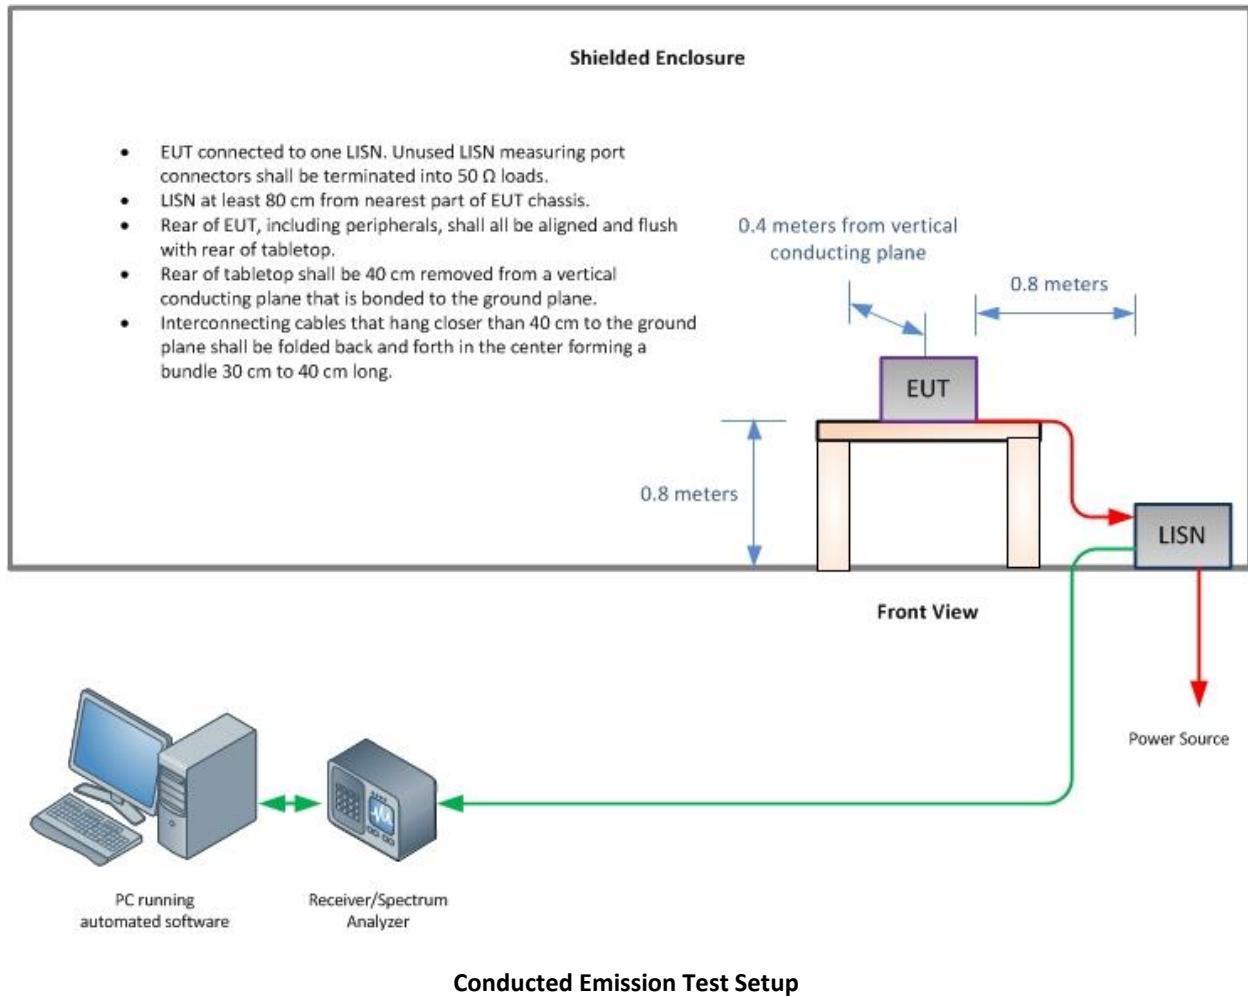 Shielded Enclosure
• EUT connected to one LISN. Unused LISN measuring port
connectors shall be terminated into 50 Ω loads.
• LISN at least 80 cm from nearest part of EUT chassis.
• Rear of EUT, including peripherals, shall all be aligned and flush
with rear of tabletop.
• Rear of tabletop shall be 40 cm removed from a vertical
conducting plane that is bonded to the ground plane.
• Interconnecting cables that hang closer than 40 cm to the ground
plane shall be folded back and forth in the center forming a
bundle 30 cm to 40 cm long.
0.4 meters from vertical
conducting plane
0.8 meters
EUT
0.8 meters
LISN
Front View
Power Source
PC running
automated software
Receiver/Spectrum
Analyzer
Conducted Emission Test Setup